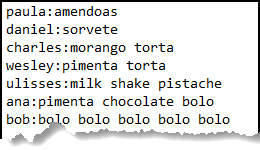 paula:amendoas
daniel:sorvete
charles:morango torta
wesley:pimenta torta
ulisses:milk shake pistache
ana:pimenta chocolate bolo
bob:bolo bolo bolo bolo bolo